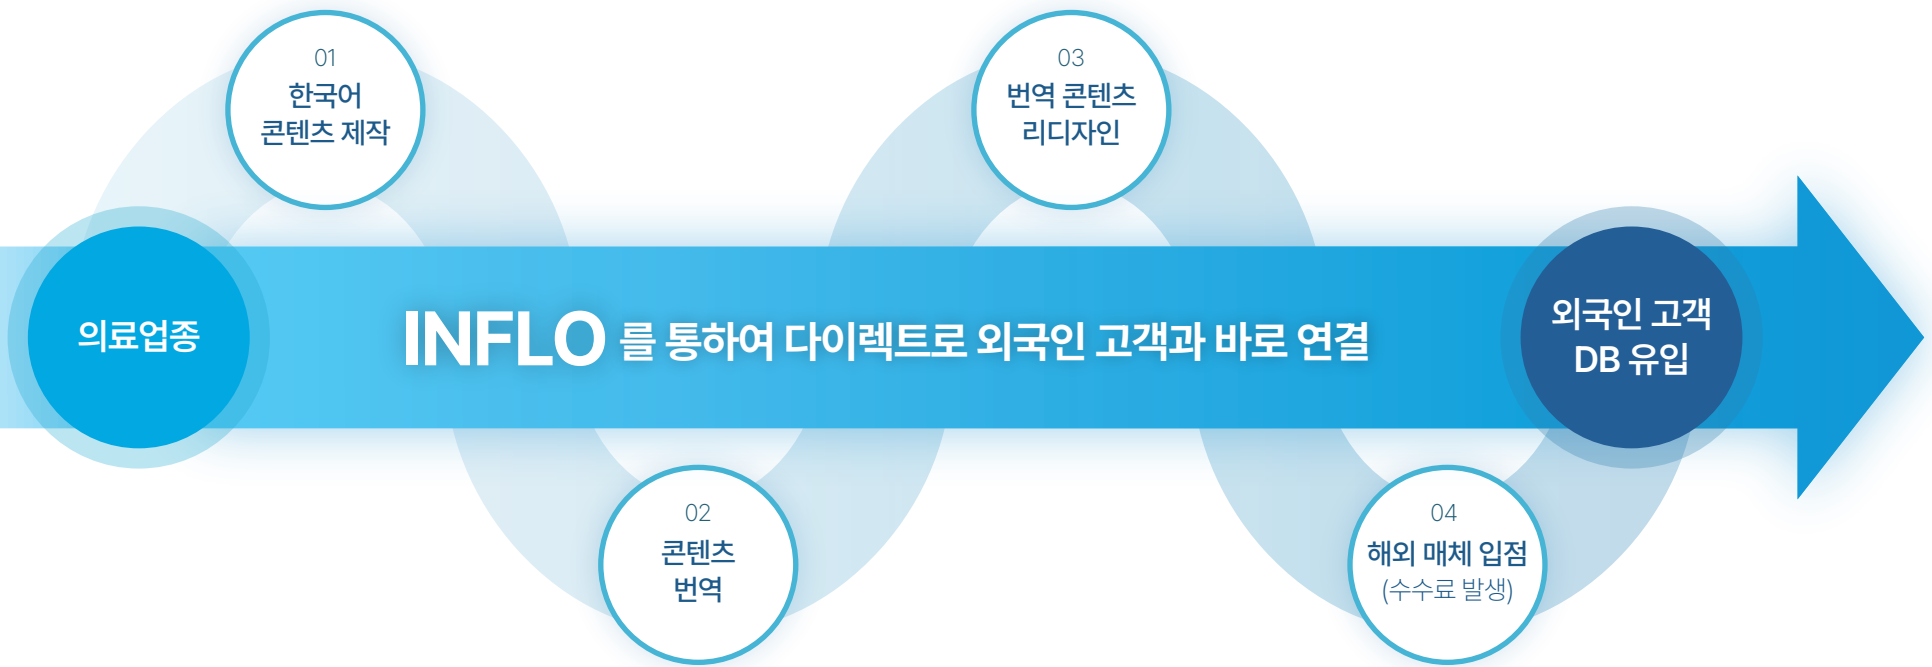 01
한국어
콘텐츠 제작
03
번역 콘텐츠
리디자인
의료업종
INFLO 를 통하여 다이렉트로 외국인 고객과 바로 연결
외국인 고객
DB 유입
02
콘텐츠
번역
04
해외 매체 입점
(수수료 발생)